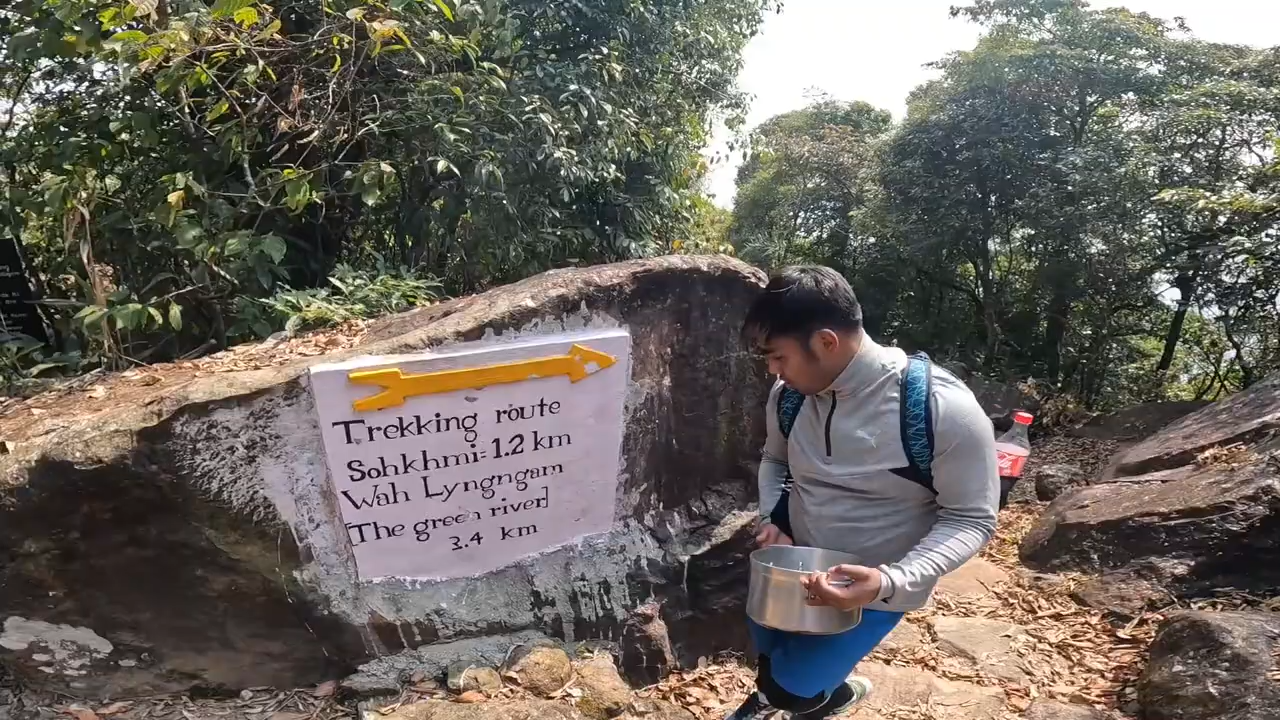 Trekking route
Sohkhmi=1.2 km
Wah Lyngngam
[The green river]
3.4 km